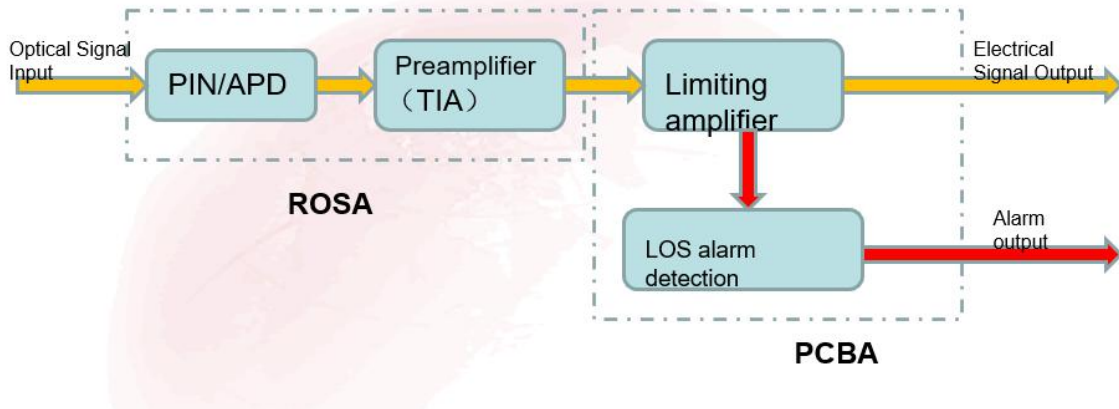 Optical Signal
Input
PIN/APD
Preamplifier
（TIA）
Limiting
amplifier
Electrical
Signal Output
ROSA
LOS alarm
detection
Alarm
output
PCBA